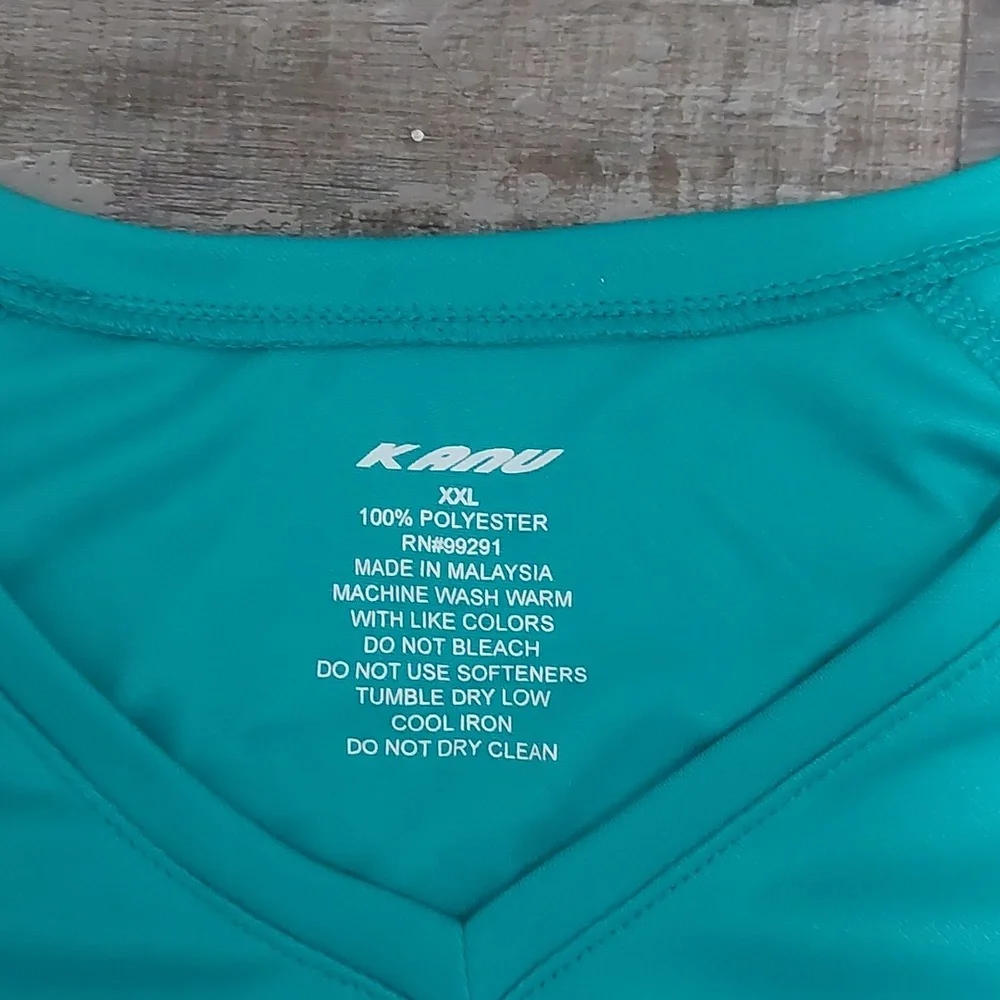 KANU
XXL
100% POLYESTER
RN#99291
MADE IN MALAYSIA
MACHINE WASH WARM
WITH LIKE COLORS
DO NOT BLEACH
DO NOT USE SOFTENERS
TUMBLE DRY LOW
COOL IRON
DO NOT DRY CLEAN